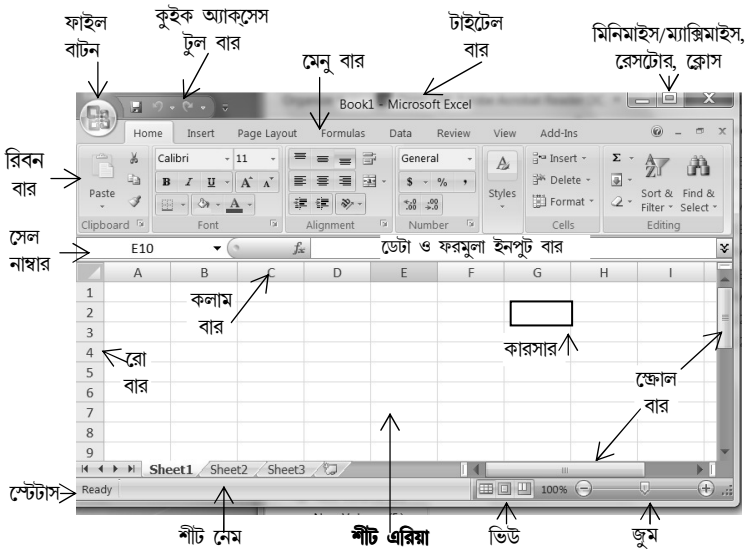 ফাইল
বাটন
কুইক অ্যাক্সেস
টুল বার
মেনু বার
টাইটেল
বার
মিনিমাইস/ম্যাক্সিমাইস,
রেসটোর, ক্লোস
Book1 - Microsoft Excel
Home Insert Page Layout Formulas Data Review View Add-Ins
রিবন
বার
Paste
Clipboard
Calibri 11
B I U A A
A
Font
Alignment
General
$ % ,
.00 .00
Number
A
Styles
Insert
Delete
Format
Cells
Σ
Sort & Filter
Find & Select
Editing
সেল
নাম্বার
E10 fx ডেটা ও ফরমুলা ইনপুট বার
A B C D E F G H I
1
2
3
4
5
6
7
8
9
কলাম
বার
রো
বার
কারসার
স্ক্রোল
বার
Sheet1 Sheet2 Sheet3
স্টেটাস
Ready 100%
শীট নেম
শীট এরিয়া
ভিউ
জুম